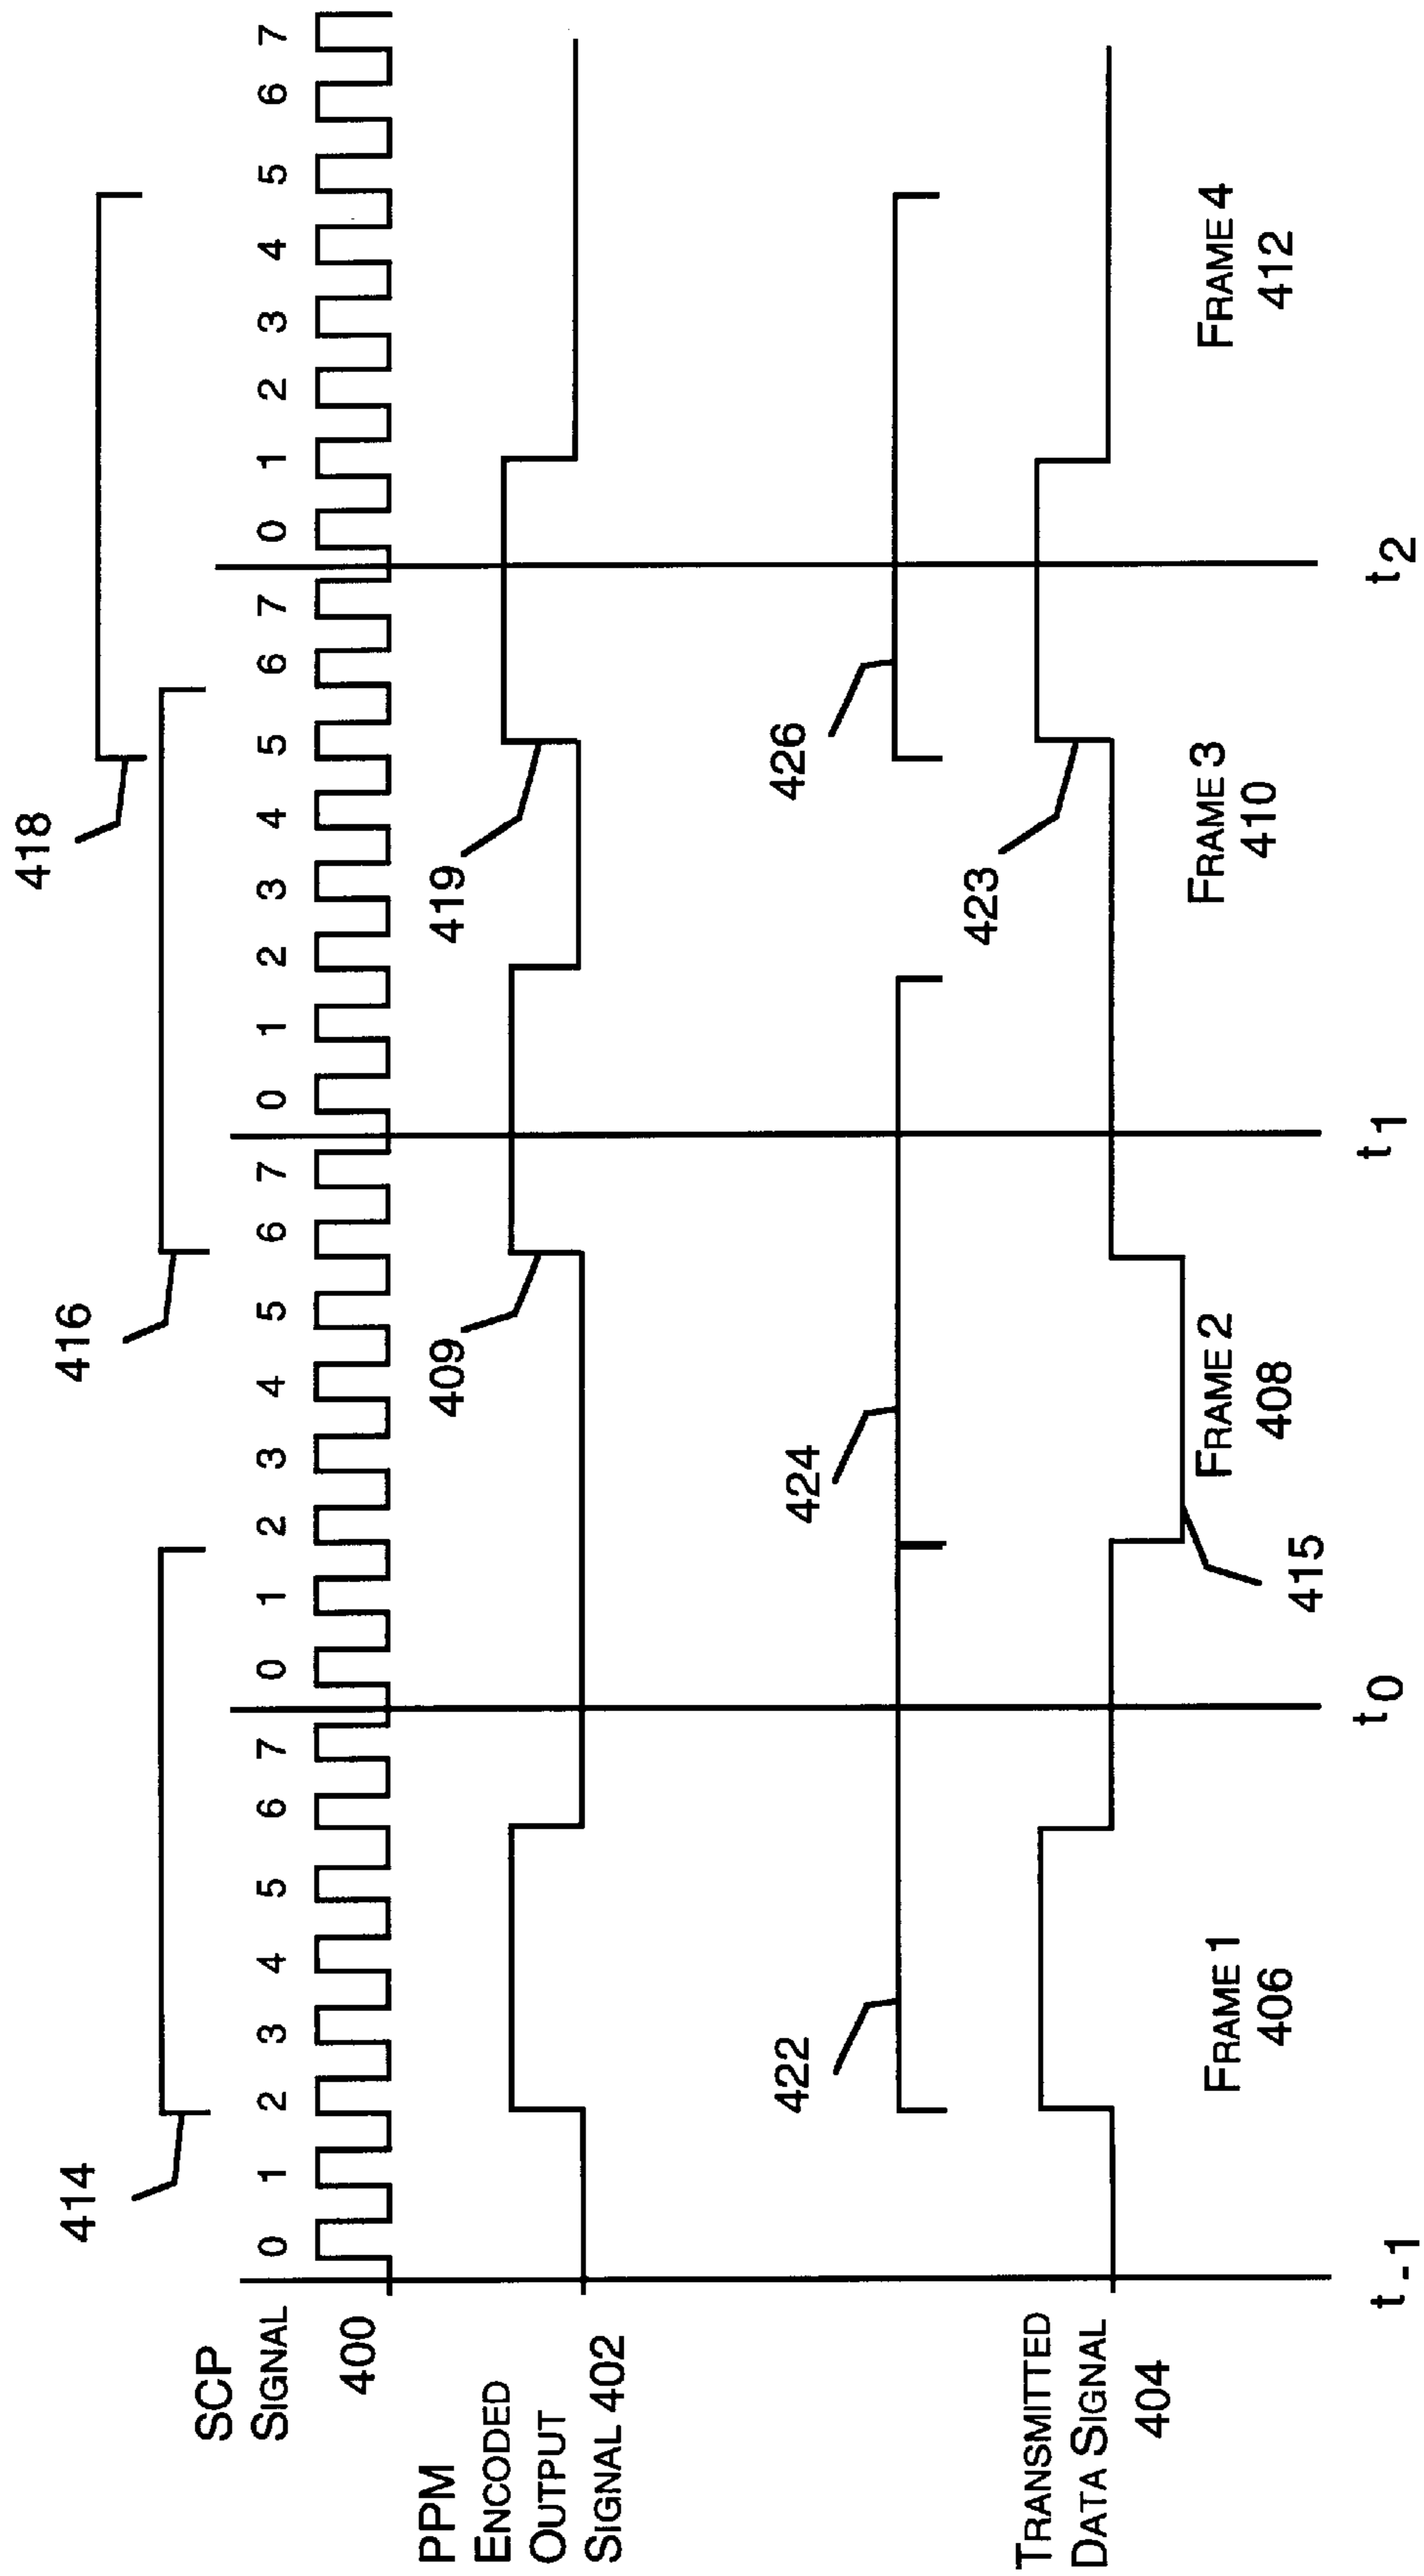 414
416
418
SCP
SIGNAL
400
0 1 2 3 4 5 6 7 0 1 2 3 4 5 6 7 0 1 2 3 4 5 6 7 0 1 2 3 4 5 6 7
PPM
ENCODED
OUTPUT
SIGNAL 402
409
419
422
424
426
TRANSMITTED
DATA SIGNAL
404
423
415
FRAME 1
406
FRAME 2
408
FRAME 3
410
FRAME 4
412
t-1
t0
t1
t2